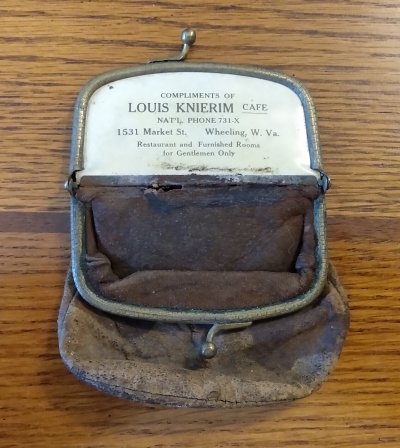 COMPLIMENTS OF
LOUIS KNIERIM CAFE
NAT'L. PHONE 731-X
1531 Market St. Wheeling, W. Va.
Restaurant and Furnished Rooms
for Gentlemen Only